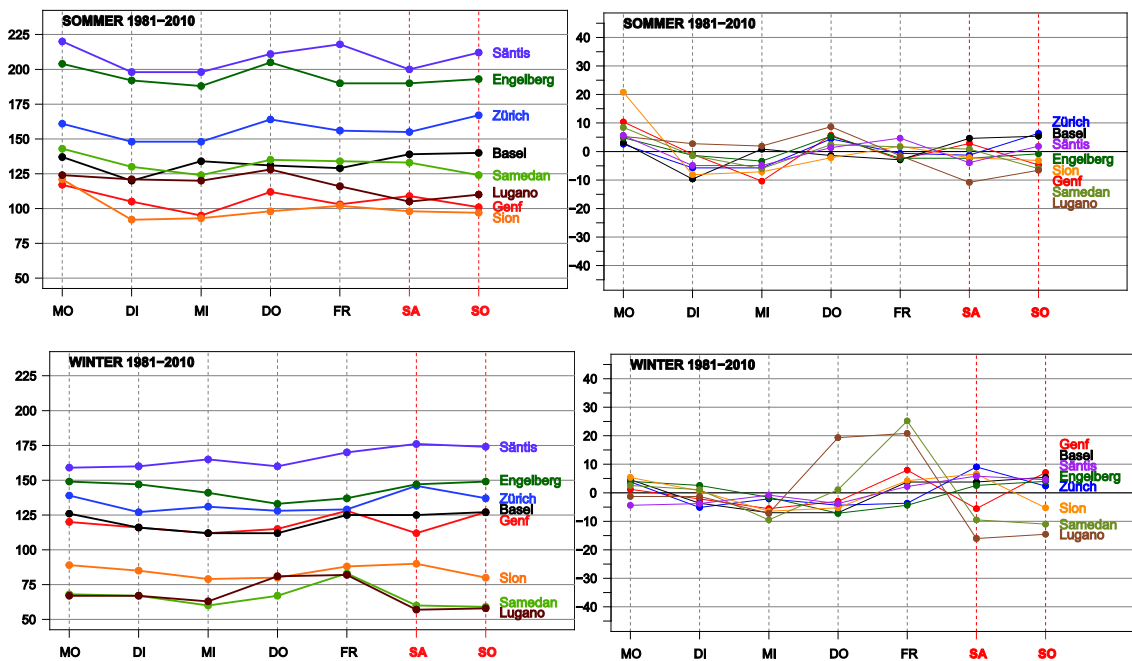 SOMMER 1981–2010
225
200
175
150
125
100
75
50
Säntis
Engelberg
Zürich
Basel
Samedan
Lugano
Genf
Sion
MO DI MI DO FR SA SO
SOMMER 1981–2010
40
30
20
10
0
−10
−20
−30
−40
Zürich
Basel
Säntis
Engelberg
Sion
Genf
Samedan
Lugano
MO DI MI DO FR SA SO
WINTER 1981–2010
225
200
175
150
125
100
75
50
Säntis
Engelberg
Zürich
Basel
Genf
Sion
Samedan
Lugano
MO DI MI DO FR SA SO
WINTER 1981–2010
40
30
20
10
0
−10
−20
−30
−40
Genf
Basel
Säntis
Engelberg
Zürich
Sion
Samedan
Lugano
MO DI MI DO FR SA SO